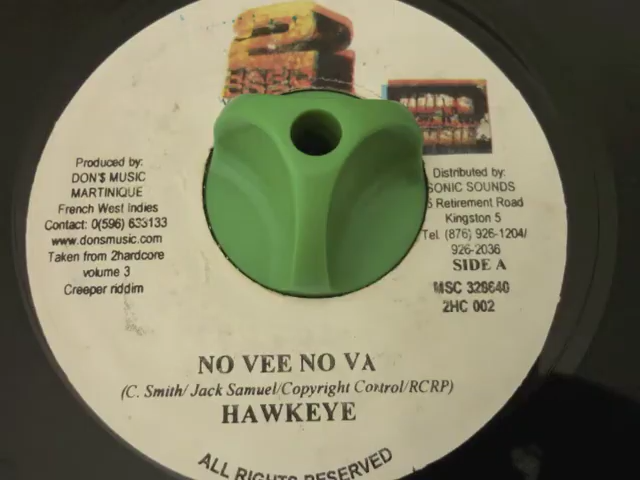 2
Produced by:
DON'S MUSIC
MARTINIQUE
French West Indies
Contact: 0(596) 633133
www.donsmusic.com
Taken from 2hardcore
volume 3
Creeper riddim
Distributed by:
SONIC SOUNDS
Retirement Road
Kingston 5
Tel. (876) 926-1204/
926-2036
SIDE A
MSC 328640
2HC 002
NO VEE NO VA
(C. Smith/ Jack Samuel/Copyright Control/RCRP)
HAWKEYE
ALL RIGHTS RESERVED